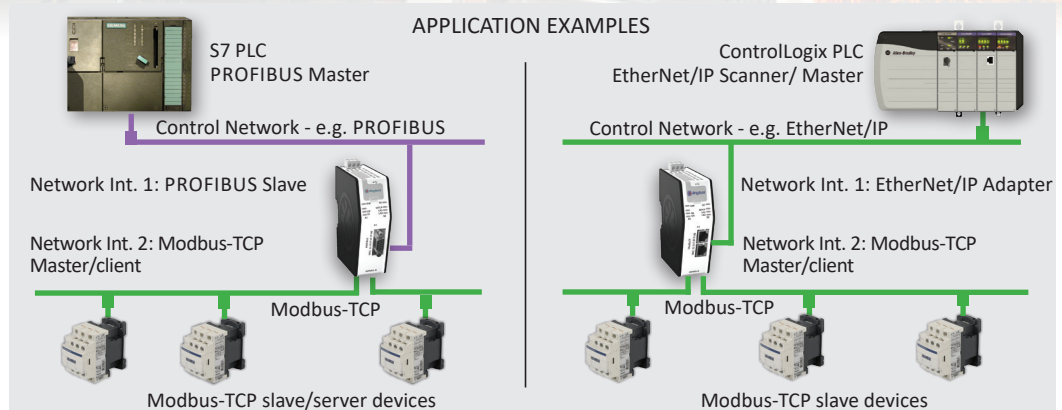 APPLICATION EXAMPLES
S7 PLC
PROFIBUS Master
Control Network - e.g. PROFIBUS
Network Int. 1: PROFIBUS Slave
Network Int. 2: Modbus-TCP
Master/client
Modbus-TCP
Modbus-TCP slave/server devices
ControlLogix PLC
EtherNet/IP Scanner/ Master
Allen-Bradley
Control Network - e.g. EtherNet/IP
Network Int. 1: EtherNet/IP Adapter
Network Int. 2: Modbus-TCP
Master/client
Modbus-TCP
Modbus-TCP slave devices